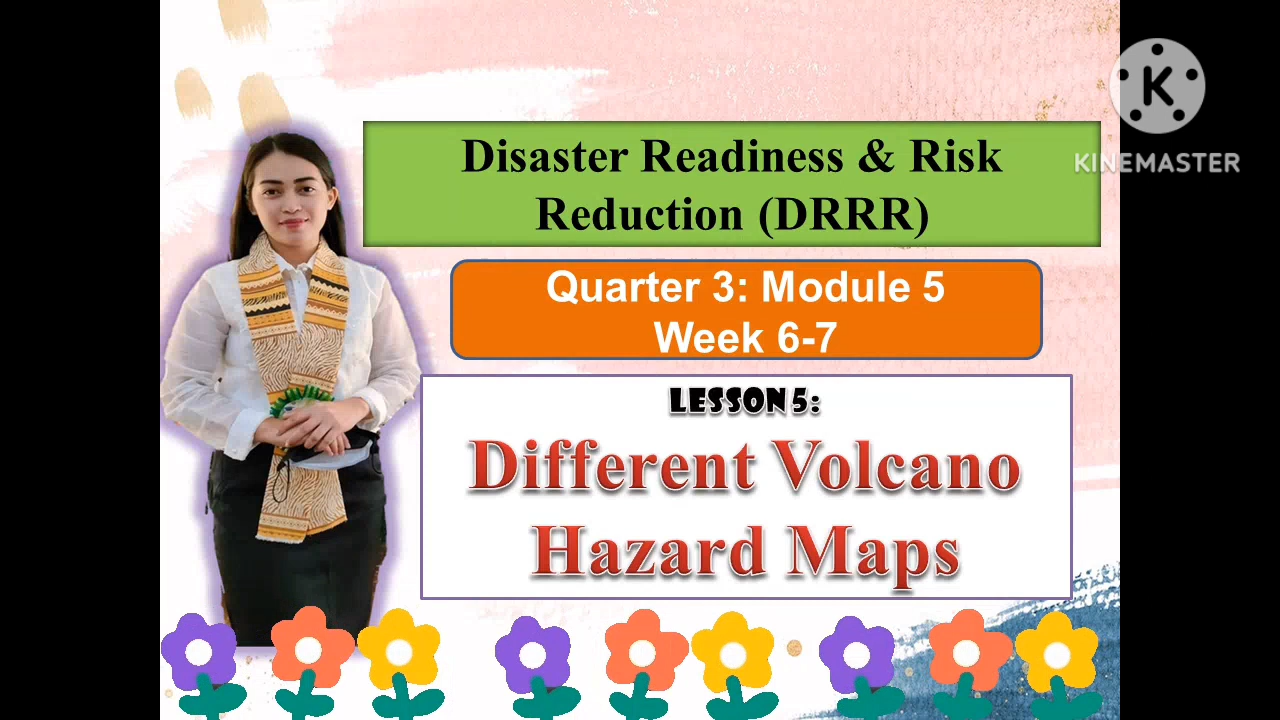 Disaster Readiness & Risk
Reduction (DRRR)
Quarter 3: Module 5
Week 6-7
LESSON 5:
Different Volcano
Hazard Maps
K
KINEMASTER